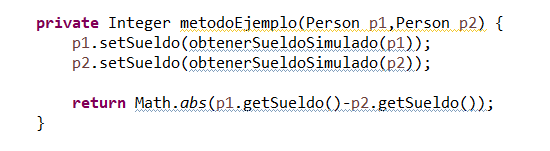 private Integer metodoEjemplo(Person p1,Person p2) {
p1.setSueldo(obtenerSueldoSimulado(p1));
p2.setSueldo(obtenerSueldoSimulado(p2));
return Math.abs(p1.getSueldo()-p2.getSueldo());
}